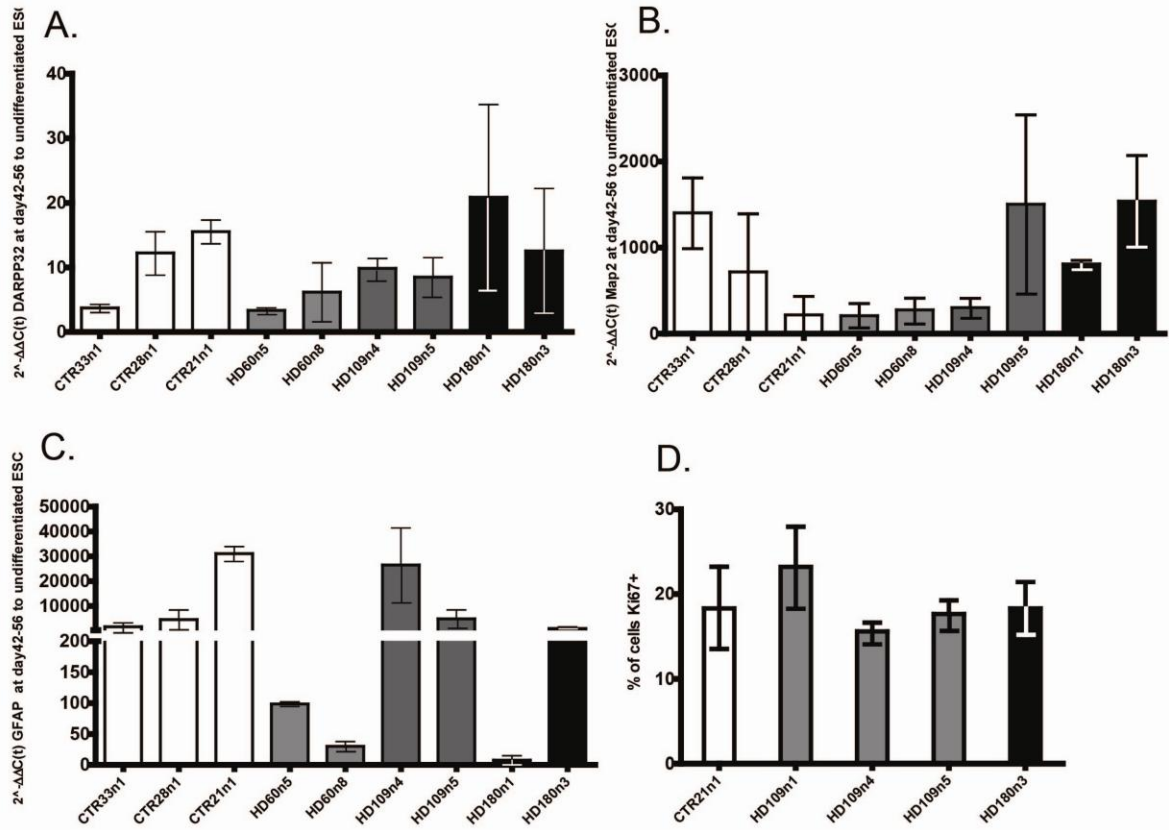 A.
2^-ΔΔC(t) DARPP32 at day42-56 to undifferentiated ESC
40
30
20
10
0
CTR33n1
CTR28n1
CTR21n1
HD60n5
HD60n8
HD109n4
HD109n5
HD180n1
HD180n3
B.
2^-ΔΔC(t) Map2 at day42-56 to undifferentiated ESC
3000
2000
1000
0
CTR33n1
CTR28n1
CTR21n1
HD60n5
HD60n8
HD109n4
HD109n5
HD180n1
HD180n3
C.
2^-ΔΔC(t) GFAP at day42-56 to undifferentiated ESC
50000
40000
30000
20000
10000
200
150
100
50
0
CTR33n1
CTR28n1
CTR21n1
HD60n5
HD60n8
HD109n4
HD109n5
HD180n1
HD180n3
D.
% of cells Ki67+
30
20
10
0
CTR21n1
HD109n1
HD109n4
HD109n5
HD180n3